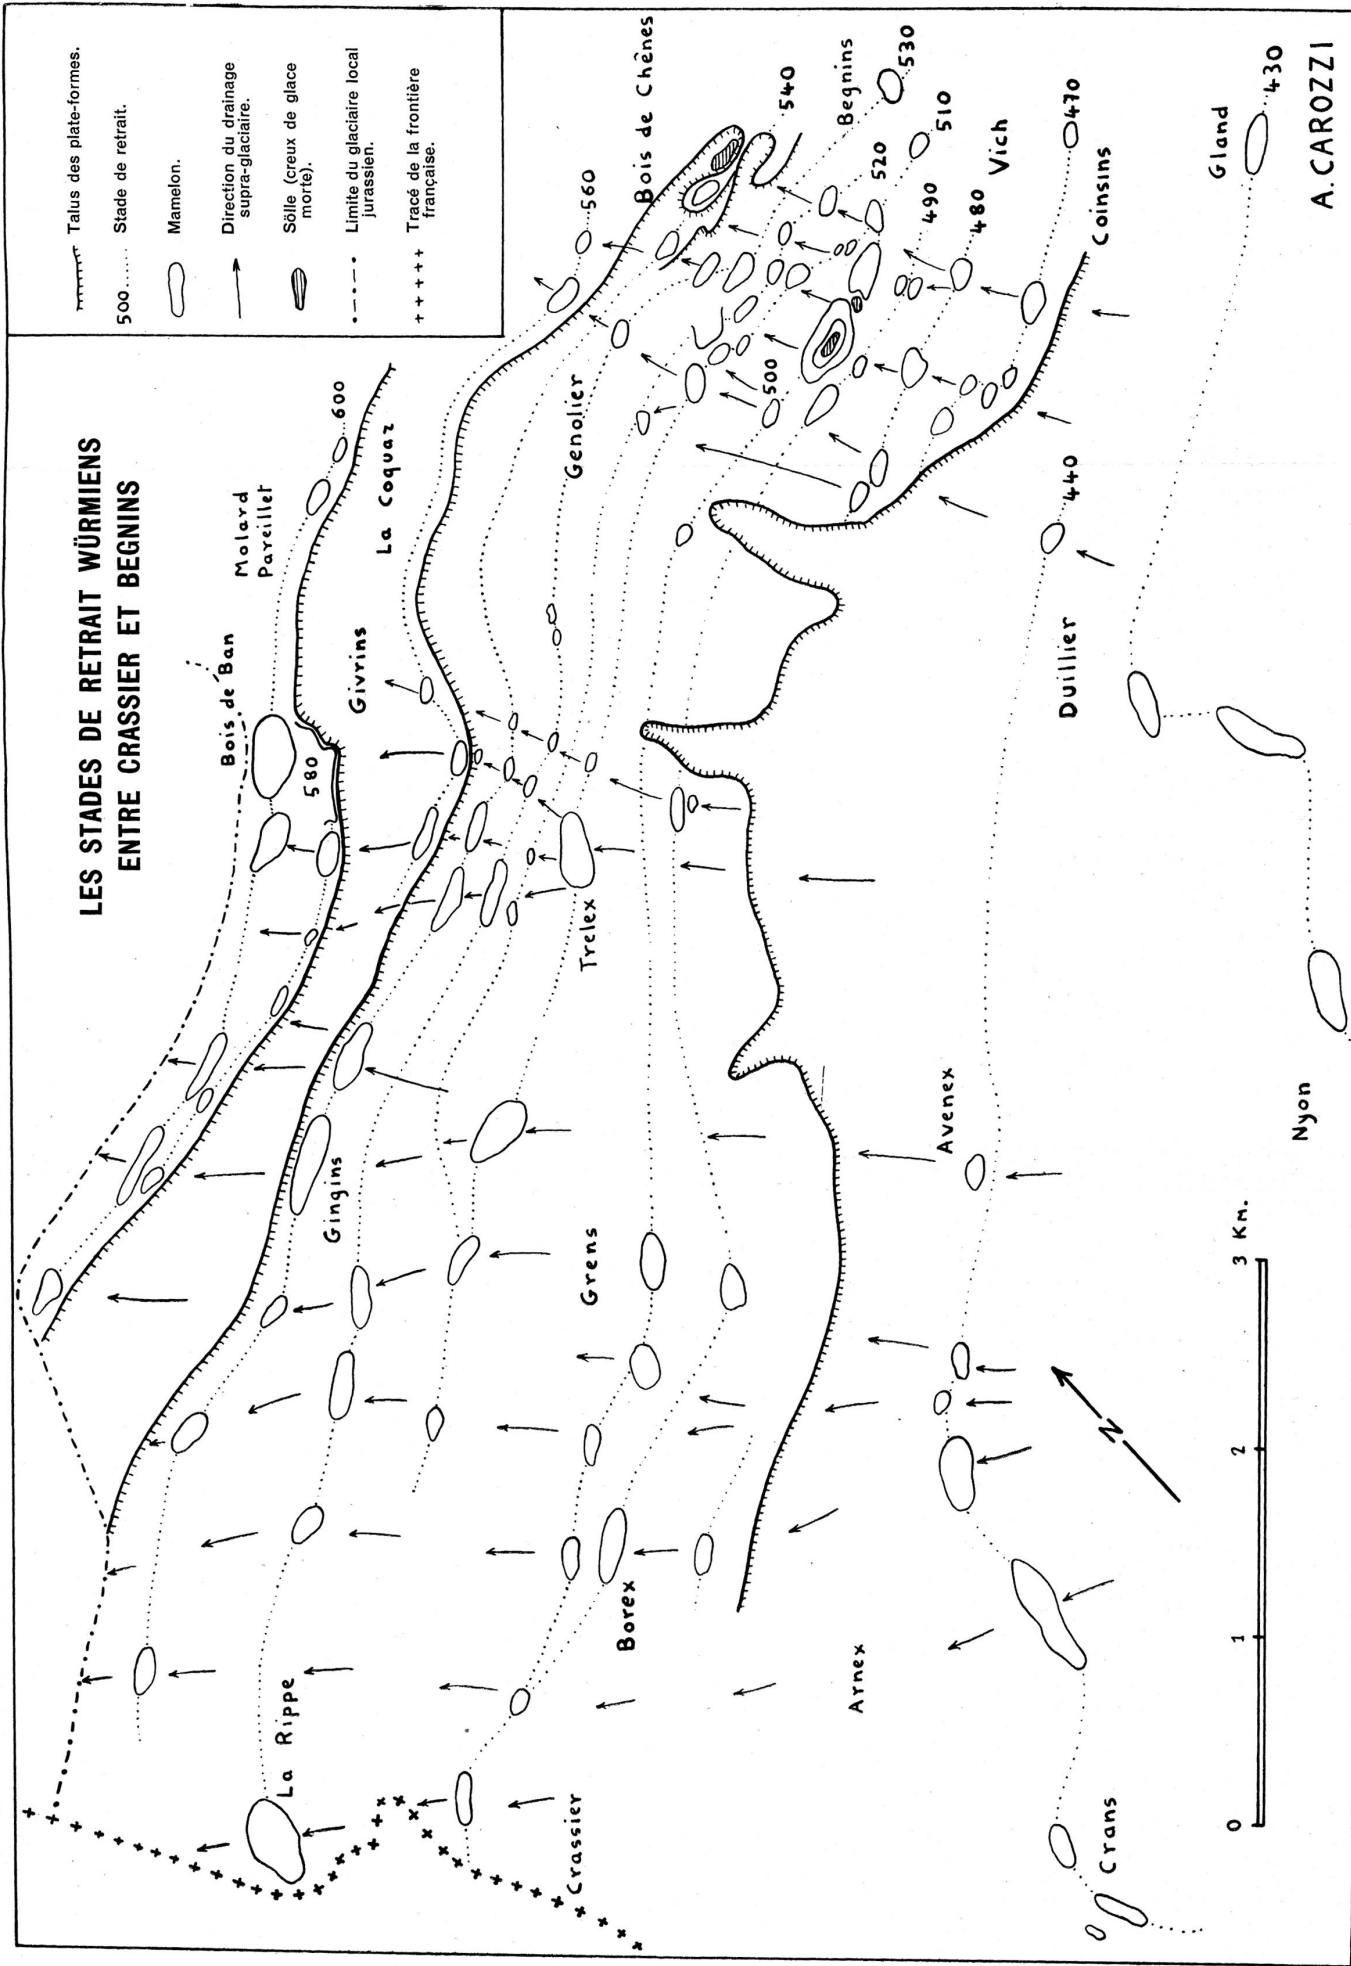 LES STADES DE RETRAIT WÜRMIENS
ENTRE CRASSIER ET BEGNINS
Talus des plate-formes.
500...... Stade de retrait.
Mamelon.
Direction du drainage
supra-glaciaire.
Sölle (creux de glace
morte).
Limite du glaciaire local
jurassien.
+++++ Tracé de la frontière
française.
Bois de Ban
Molard
Pareillet
600
580
La Coquaz
Givrins
560
Bois de Chênes
540
Begnins
530
Genolier
510
520
Vich
500
490
480
470
Coinsins
Gland
430
Gingins
Trelex
440
Duillier
La Rippe
Grens
Avenex
Nyon
Borex
Crassier
Arnex
Crans
N
0
1
2
3 Km.
A. CAROZZI